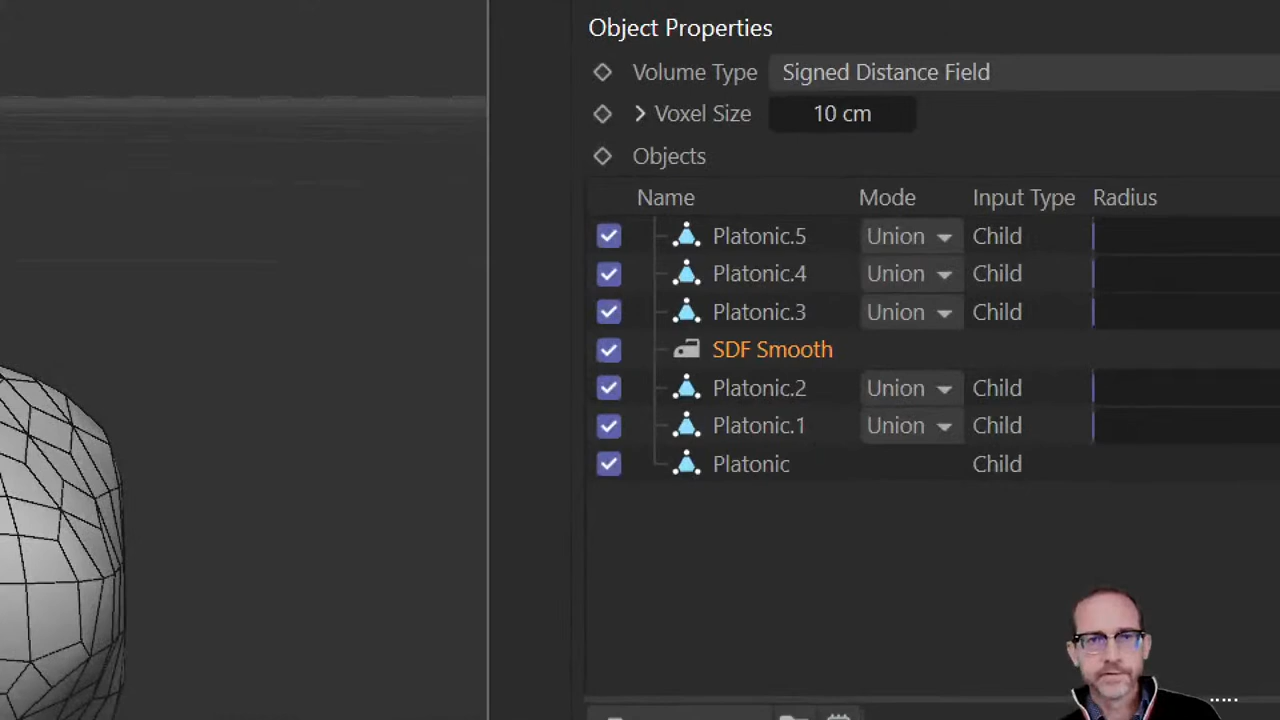 Object Properties
Volume Type Signed Distance Field
Voxel Size 10 cm
Objects
Name Mode Input Type Radius
Platonic.5 Union Child
Platonic.4 Union Child
Platonic.3 Union Child
SDF Smooth
Platonic.2 Union Child
Platonic.1 Union Child
Platonic Child